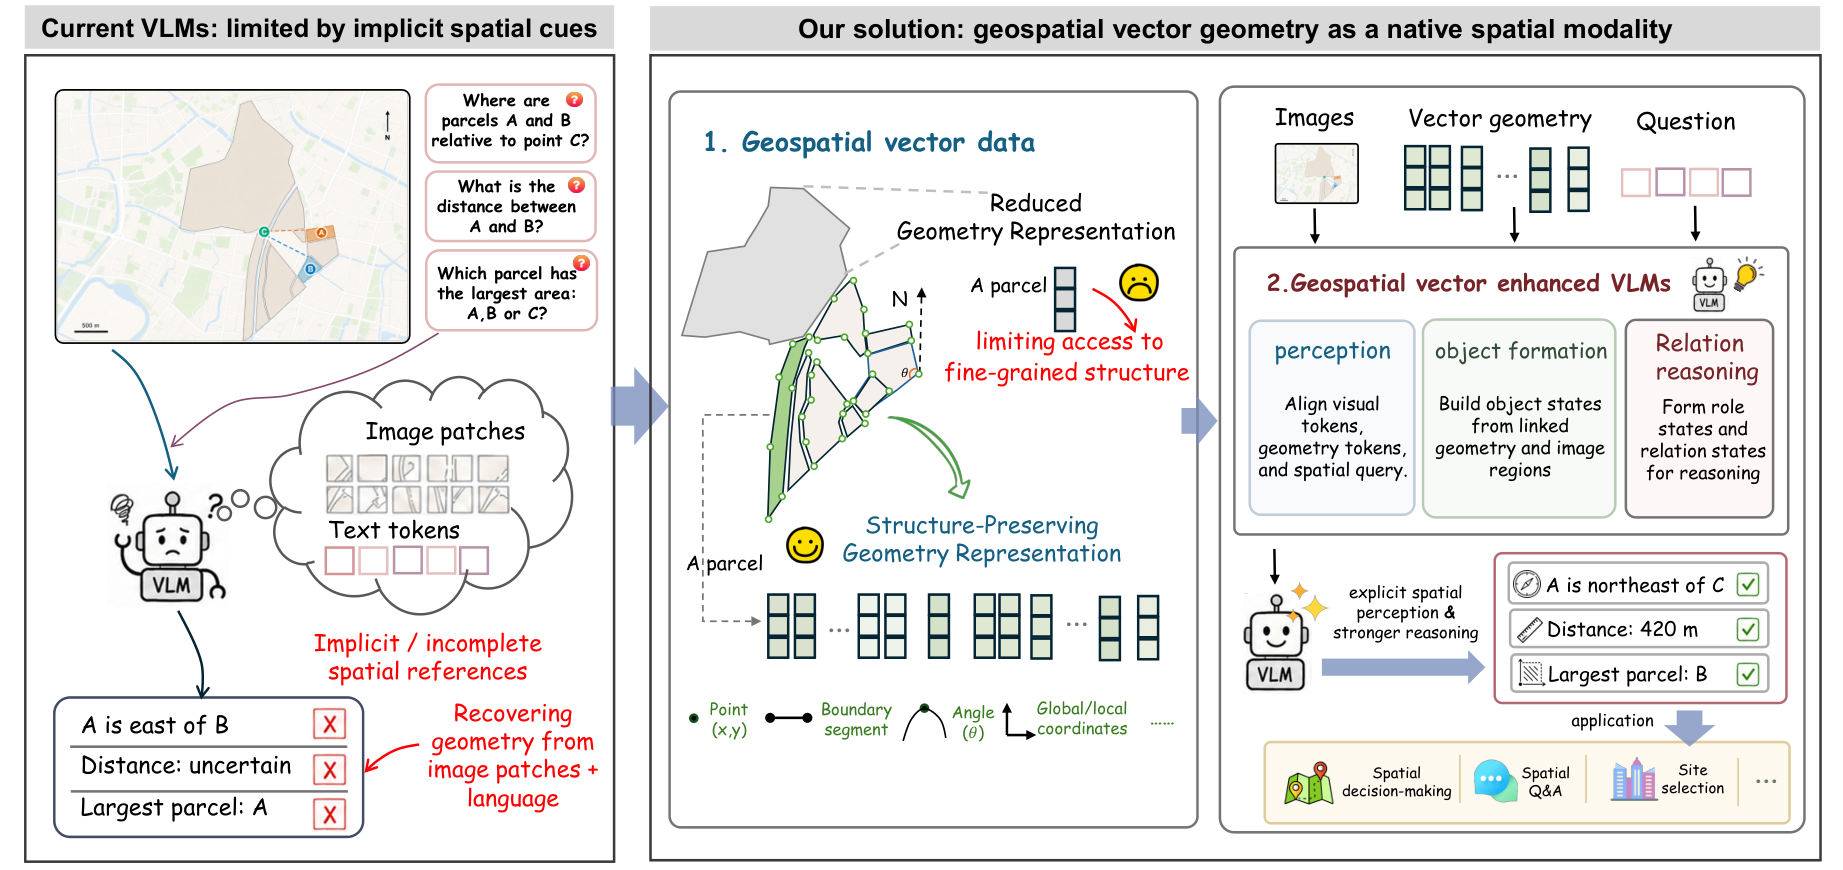 Current VLMs: limited by implicit spatial cues
N
C
A
B
500 m
Where are
parcels A and B
relative to point C?
?
What is the
distance between
A and B?
?
Which parcel has
the largest area:
A,B or C?
?
Image patches
Text tokens
?
VLM
Implicit / incomplete
spatial references
A is east of B
X
Distance: uncertain
X
Largest parcel: A
X
Recovering
geometry from
image patches +
language
Our solution: geospatial vector geometry as a native spatial modality
1. Geospatial vector data
Reduced
Geometry Representation
A parcel
limiting access to
fine-grained structure
N
θ
Structure-Preserving
Geometry Representation
A parcel
...
...
Point
(x,y)
Boundary
segment
Angle
(θ)
Global/local
coordinates
......
Images
Vector geometry
Question
...
2.Geospatial vector enhanced VLMs
VLM
perception
Align visual
tokens,
geometry tokens,
and spatial query.
object formation
Build object states
from linked
geometry and image
regions
Relation
reasoning
Form role
states and
relation states
for reasoning
VLM
explicit spatial
perception &
stronger reasoning
A is northeast of C
Distance: 420 m
Largest parcel: B
application
Spatial
decision-making
Spatial
Q&A
Site
selection
...